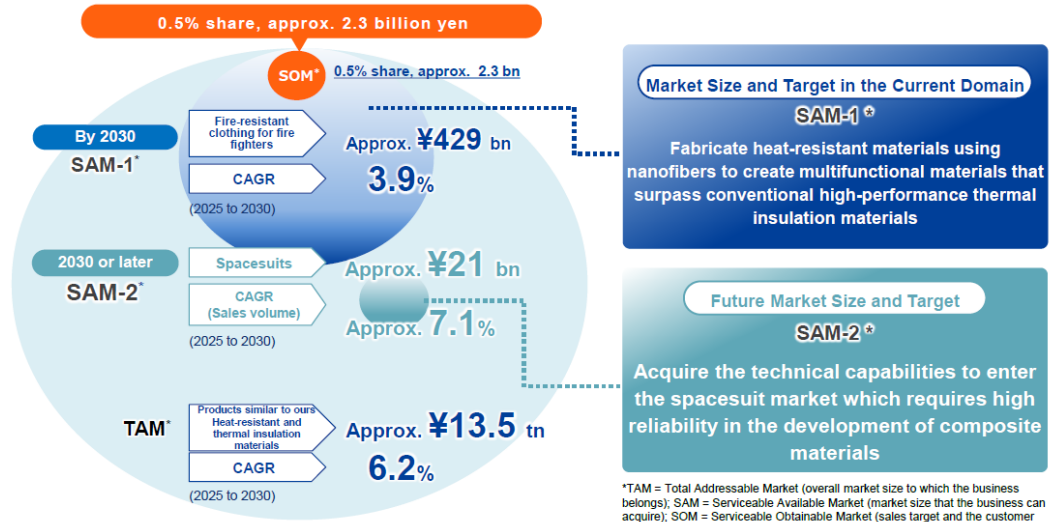 0.5% share, approx. 2.3 billion yen
SOM*
0.5% share, approx. 2.3 bn
By 2030
SAM-1*
Fire-resistant
clothing for fire
fighters
Approx. ¥429 bn
CAGR
3.9%
(2025 to 2030)
2030 or later
SAM-2*
Spacesuits
Approx. ¥21 bn
CAGR
(Sales volume)
Approx. 7.1%
(2025 to 2030)
TAM*
Products similar to ours
Heat-resistant and
thermal insulation
materials
Approx. ¥13.5 tn
CAGR
6.2%
(2025 to 2030)
Market Size and Target in the Current Domain
SAM-1 *
Fabricate heat-resistant materials using
nanofibers to create multifunctional materials that
surpass conventional high-performance thermal
insulation materials
Future Market Size and Target
SAM-2 *
Acquire the technical capabilities to enter
the spacesuit market which requires high
reliability in the development of composite
materials
*TAM = Total Addressable Market (overall market size to which the business
belongs); SAM = Serviceable Available Market (market size that the business can
acquire); SOM = Serviceable Obtainable Market (sales target and the customer